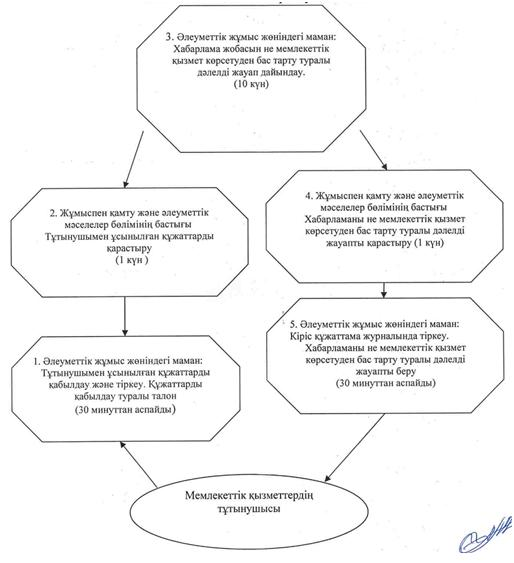 3. Әлеуметтік жұмыс жөніндегі маман:
Хабарлама жобасын не мемлекеттік
қызмет көрсетуден бас тарту туралы
дәлелді жауап дайындау.
(10 күн)
2. Жұмыспен қамту және әлеуметтік
мәселелер бөлімінің бастығы
Тұтынушымен ұсынылған құжаттарды
қарастыру
(1 күн )
4. Жұмыспен қамту және әлеуметтік
мәселелер бөлімінің бастығы
Хабарламаны не мемлекеттік қызмет
көрсетуден бас тарту туралы дәлелді
жауапты қарастыру (1 күн)
1. Әлеуметтік жұмыс жөніндегі маман:
Тұтынушымен ұсынылған құжаттарды
қабылдау және тіркеу. Құжаттарды
қабылдау туралы талон
(30 минуттан аспайды)
5. Әлеуметтік жұмыс жөніндегі маман:
Кіріс құжаттама журналында тіркеу.
Хабарламаны не мемлекеттік қызмет
көрсетуден бас тарту туралы дәлелді
жауапты беру
(30 минуттан аспайды)
Мемлекеттік қызметтердің
тұтынушысы